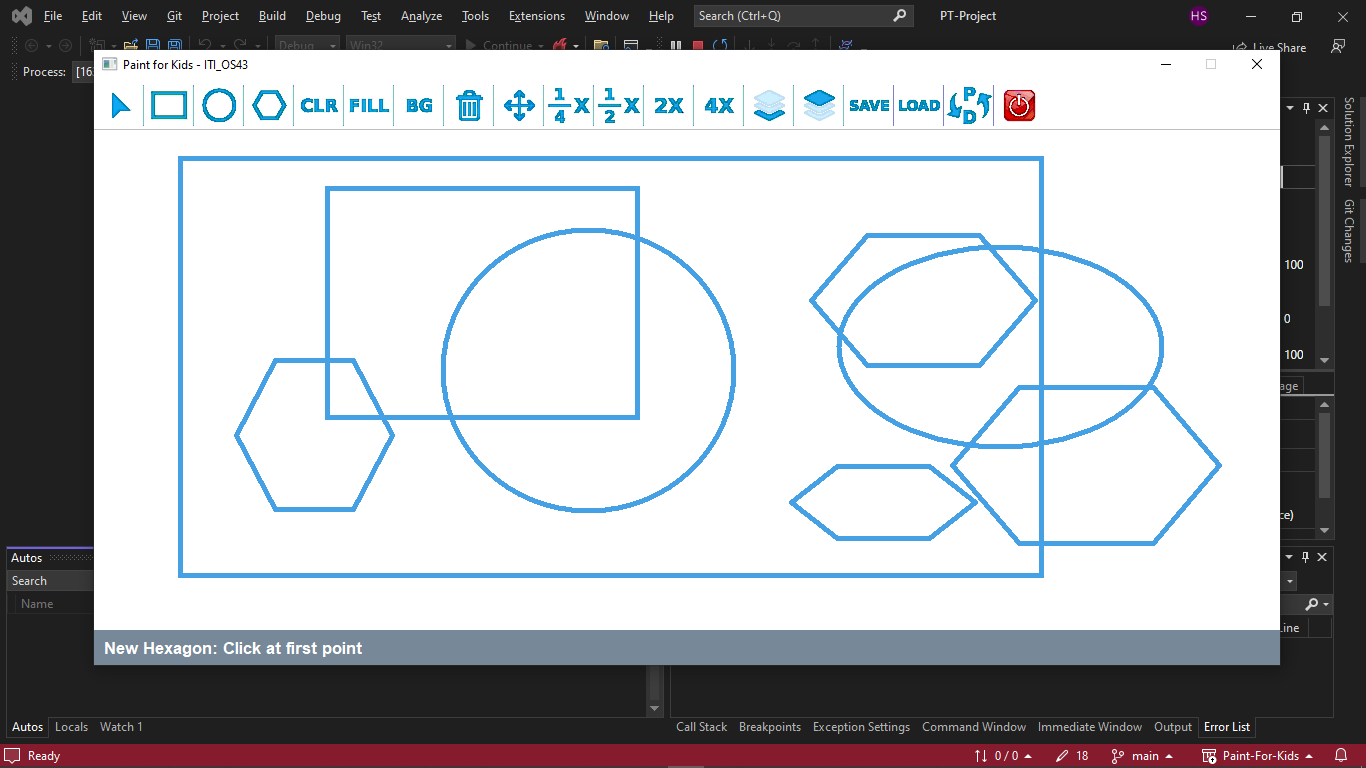 File Edit View Git Project Build Debug Test Analyze Tools Extensions Window Help Search (Ctrl+Q) PT-Project HS
Debug Win32 Continue Live Share
Process: [16
Paint for Kids - ITI_OS43
CLR FILL BG 1/4 X 1/2 X 2X 4X SAVE LOAD P D
Solution Explorer
Git Changes
100
0
100
age
ce)
New Hexagon: Click at first point
Autos
Search
Name
Line
Autos Locals Watch 1
Call Stack Breakpoints Exception Settings Command Window Immediate Window Output Error List
Ready 0 / 0 18 main Paint-For-Kids